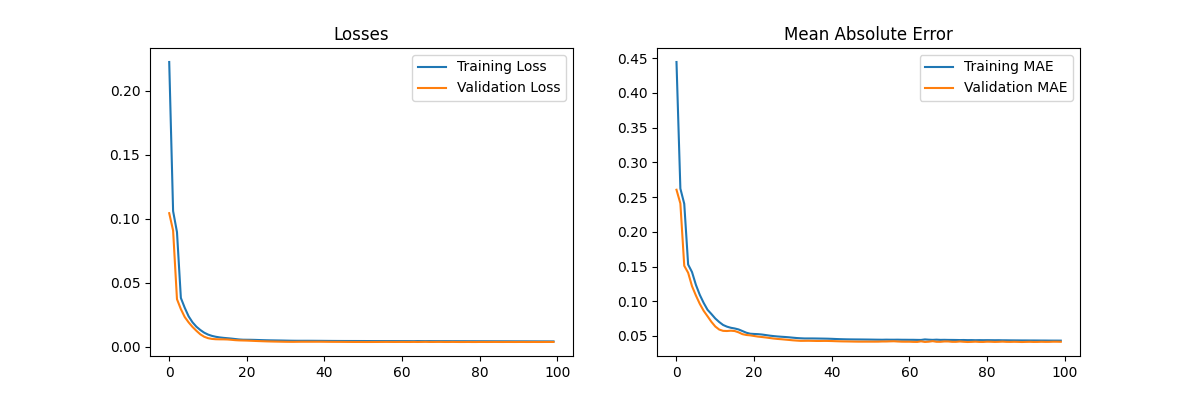 Losses
Training Loss
Validation Loss
0.20
0.15
0.10
0.05
0.00
0 20 40 60 80 100
Mean Absolute Error
Training MAE
Validation MAE
0.45
0.40
0.35
0.30
0.25
0.20
0.15
0.10
0.05
0 20 40 60 80 100